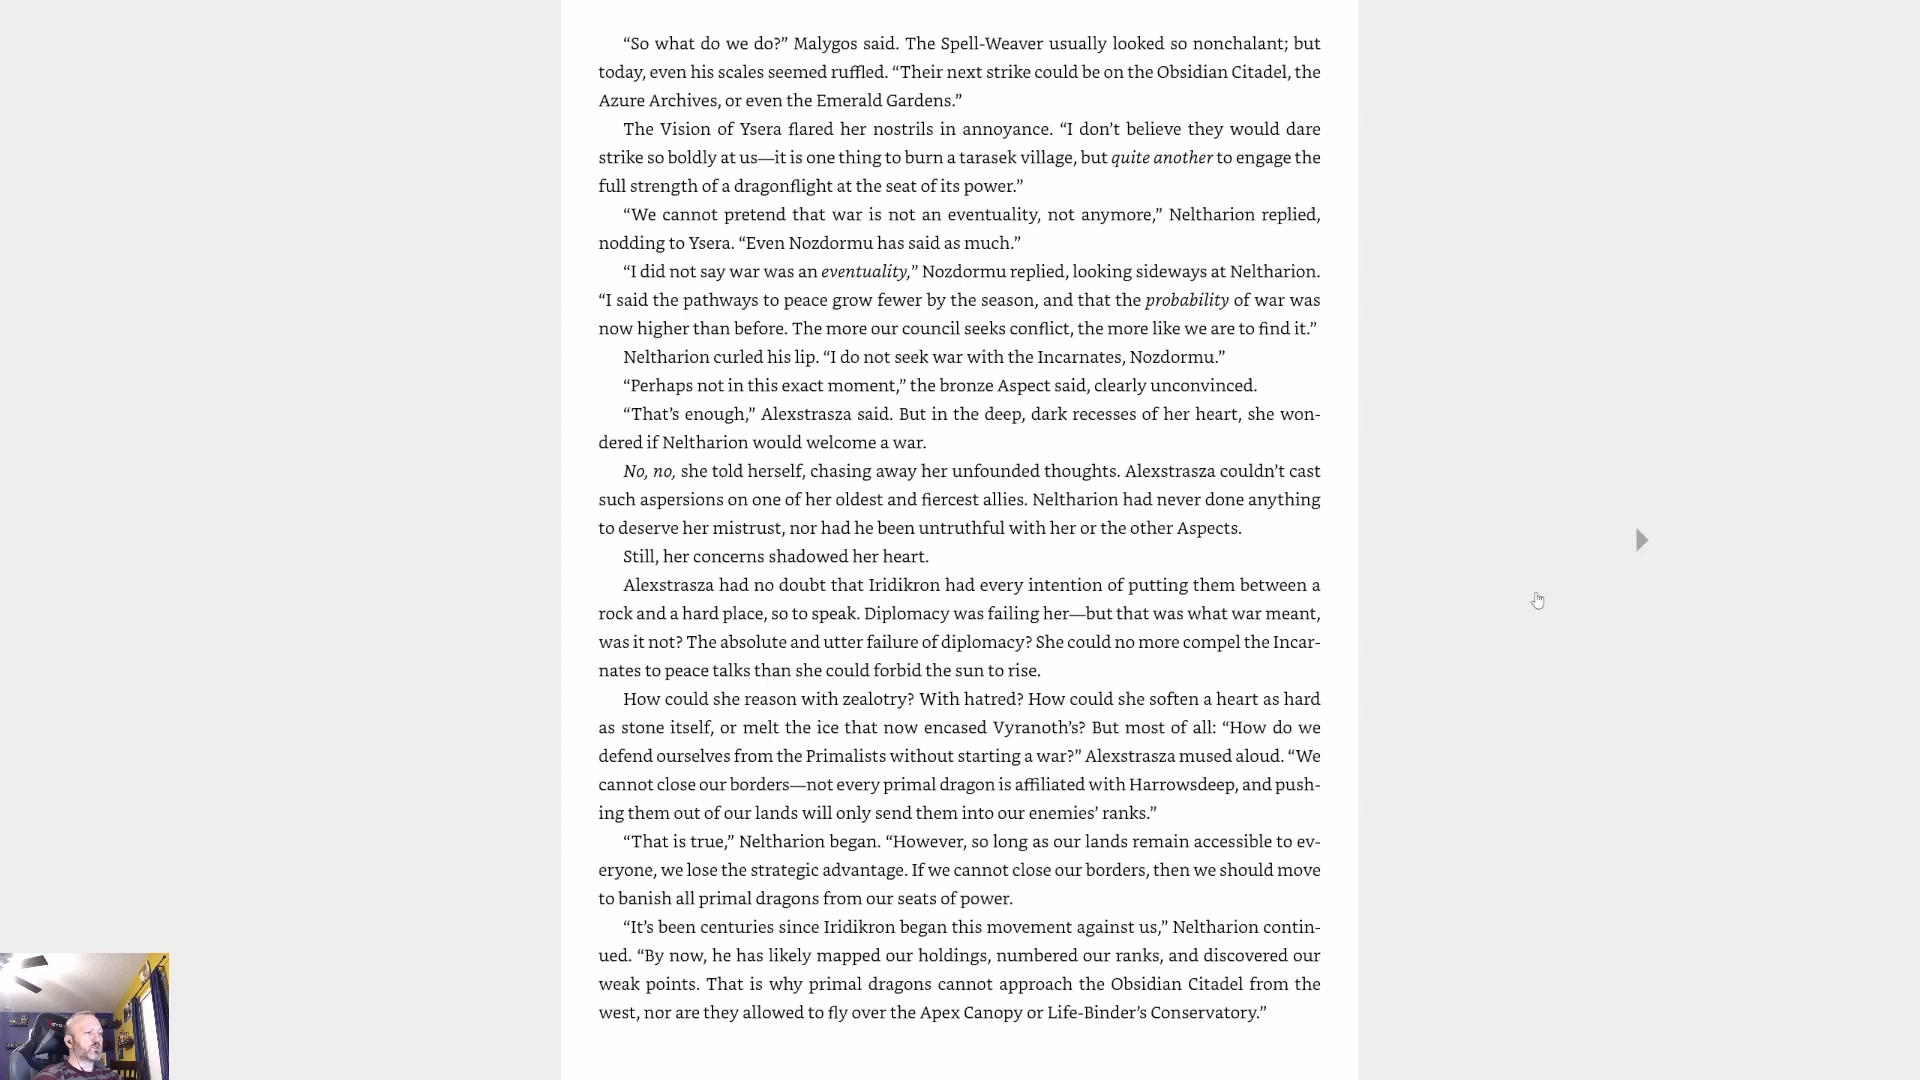 “So what do we do?” Malygos said. The Spell-Weaver usually looked so nonchalant; but
today, even his scales seemed ruffled. “Their next strike could be on the Obsidian Citadel, the
Azure Archives, or even the Emerald Gardens.”
The Vision of Ysera flared her nostrils in annoyance. “I don’t believe they would dare
strike so boldly at us—it is one thing to burn a tarasek village, but quite another to engage the
full strength of a dragonflight at the seat of its power.”
“We cannot pretend that war is not an eventuality, not anymore,” Neltharion replied,
nodding to Ysera. “Even Nozdormu has said as much.”
“I did not say war was an eventuality,” Nozdormu replied, looking sideways at Neltharion.
“I said the pathways to peace grow fewer by the season, and that the probability of war was
now higher than before. The more our council seeks conflict, the more like we are to find it.”
Neltharion curled his lip. “I do not seek war with the Incarnates, Nozdormu.”
“Perhaps not in this exact moment,” the bronze Aspect said, clearly unconvinced.
“That’s enough,” Alexstrasza said. But in the deep, dark recesses of her heart, she won-
dered if Neltharion would welcome a war.
No, no, she told herself, chasing away her unfounded thoughts. Alexstrasza couldn’t cast
such aspersions on one of her oldest and fiercest allies. Neltharion had never done anything
to deserve her mistrust, nor had he been untruthful with her or the other Aspects.
Still, her concerns shadowed her heart.
Alexstrasza had no doubt that Iridikron had every intention of putting them between a
rock and a hard place, so to speak. Diplomacy was failing her—but that was what war meant,
was it not? The absolute and utter failure of diplomacy? She could no more compel the Incar-
nates to peace talks than she could forbid the sun to rise.
How could she reason with zealotry? With hatred? How could she soften a heart as hard
as stone itself, or melt the ice that now encased Vyranoth’s? But most of all: “How do we
defend ourselves from the Primalists without starting a war?” Alexstrasza mused aloud. “We
cannot close our borders—not every primal dragon is affiliated with Harrowsdeep, and push-
ing them out of our lands will only send them into our enemies’ ranks.”
“That is true,” Neltharion began. “However, so long as our lands remain accessible to ev-
eryone, we lose the strategic advantage. If we cannot close our borders, then we should move
to banish all primal dragons from our seats of power.
“It’s been centuries since Iridikron began this movement against us,” Neltharion contin-
ued. “By now, he has likely mapped our holdings, numbered our ranks, and discovered our
weak points. That is why primal dragons cannot approach the Obsidian Citadel from the
west, nor are they allowed to fly over the Apex Canopy or Life-Binder’s Conservatory.”